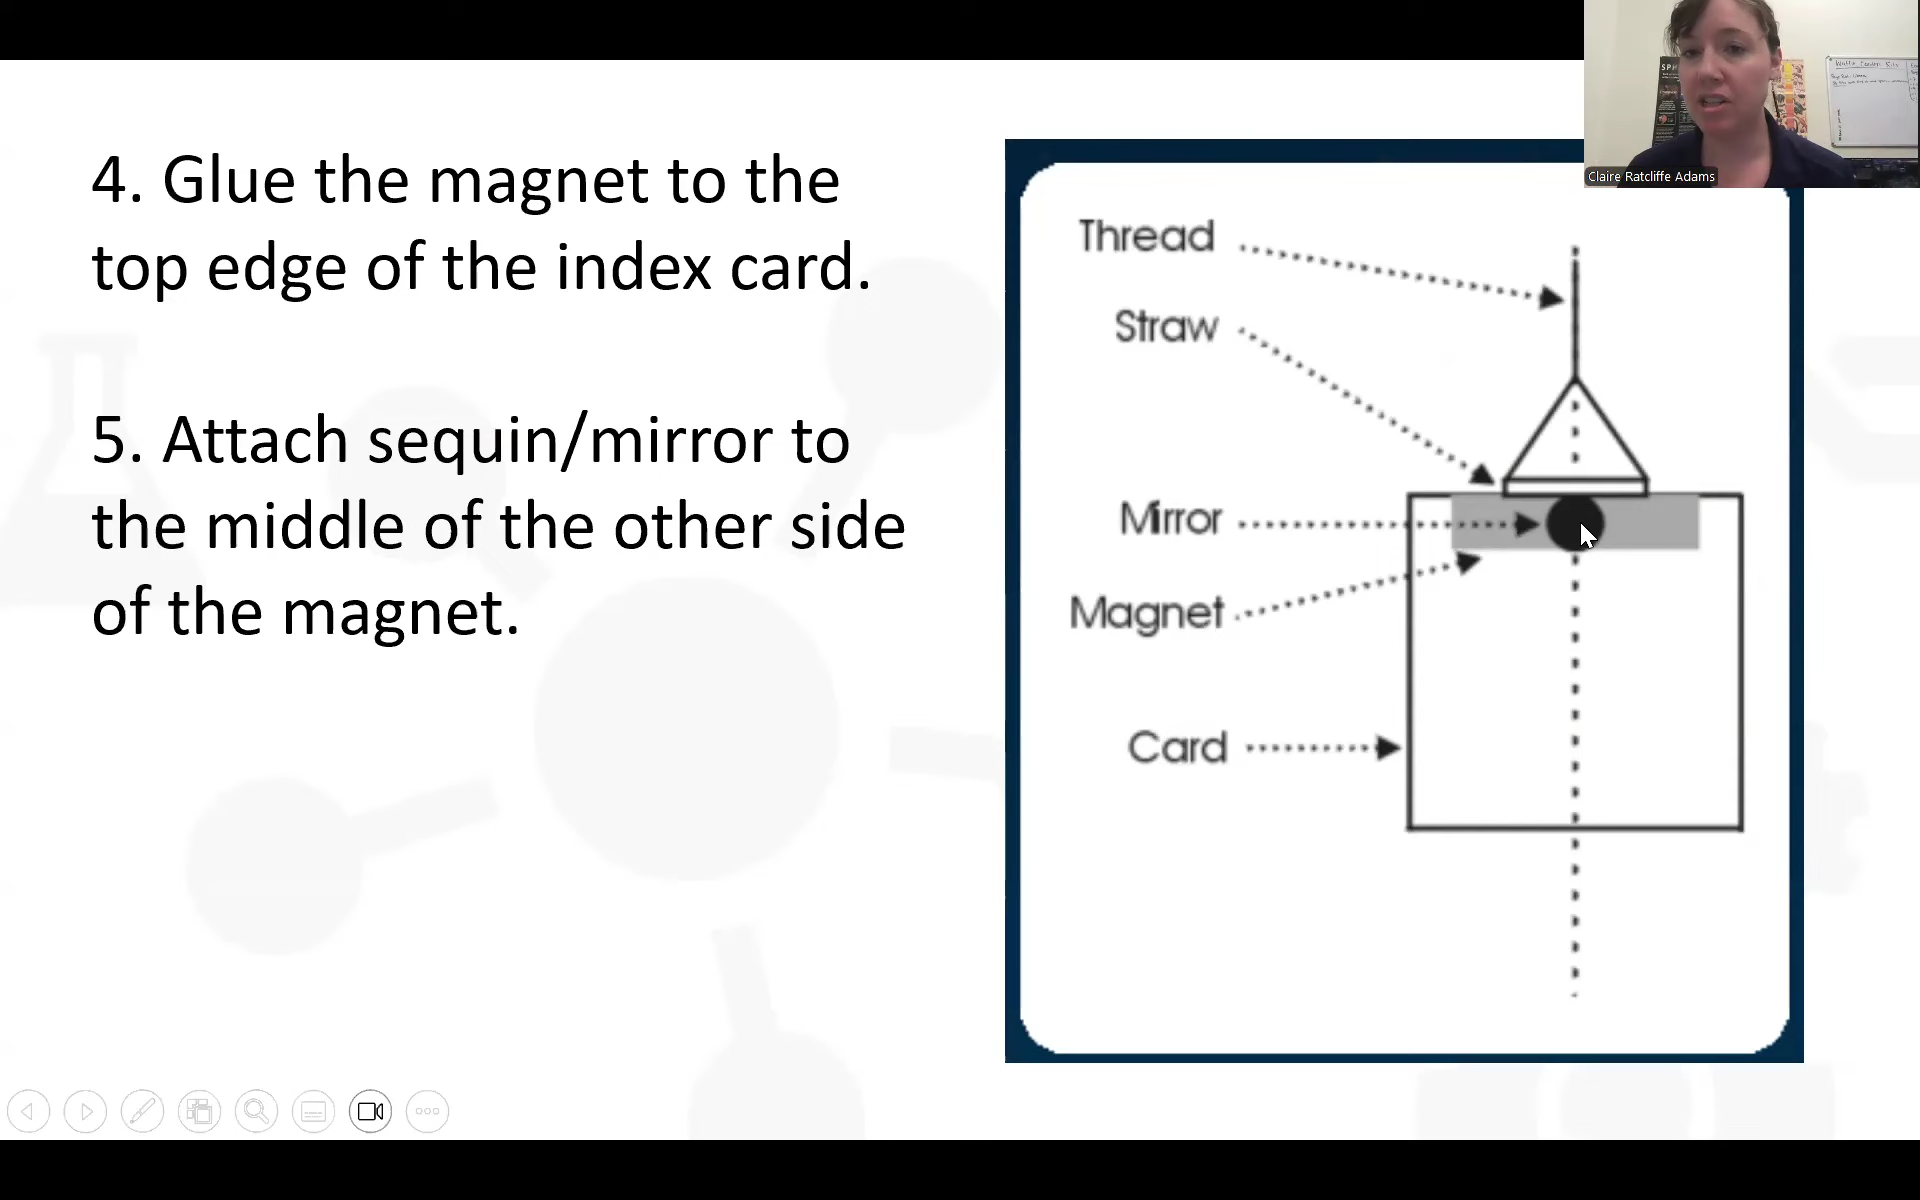 4. Glue the magnet to the
top edge of the index card.
5. Attach sequin/mirror to
the middle of the other side
of the magnet.
Thread
Straw
Mirror
Magnet
Card
SPH
Claire Ratcliffe Adams